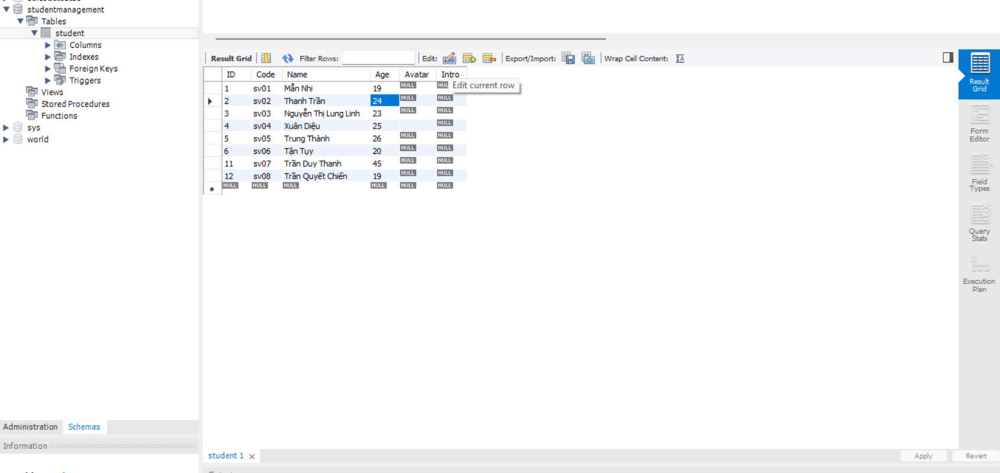 studentmanagement
Tables
student
Columns
Indexes
Foreign Keys
Triggers
Views
Stored Procedures
Functions
sys
world
Administration Schemas
Information
Result Grid Filter Rows: Edit: Export/Import: Wrap Cell Content:
ID Code Name Age Avatar Intro
1 sv01 Mẫn Nhi 19 NULL
Edit current row
2 sv02 Thanh Trần 24 NULL NULL
3 sv03 Nguyễn Thị Lung Linh 23 NULL NULL
4 sv04 Xuân Diệu 25 NULL
5 sv05 Trung Thành 26 NULL NULL
6 sv06 Tận Tụy 20 NULL NULL
11 sv07 Trần Duy Thanh 45 NULL NULL
12 sv08 Trần Quyết Chiến 19 NULL NULL
NULL NULL NULL NULL NULL NULL
Result
Grid
Form
Editor
Field
Types
Query
Stats
Execution
Plan
student 1
Apply Revert